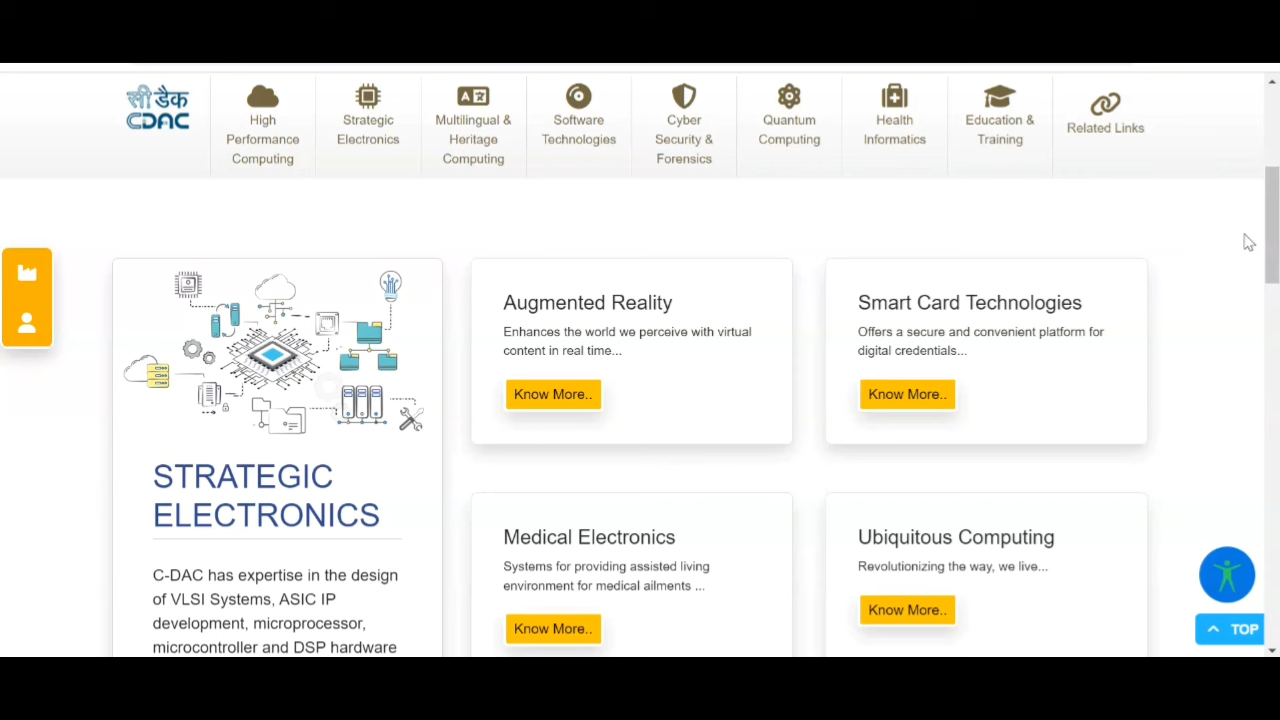 सी डैक
CDAC
High
Performance
Computing
Strategic
Electronics
Multilingual &
Heritage
Computing
Software
Technologies
Cyber
Security &
Forensics
Quantum
Computing
Health
Informatics
Education &
Training
Related Links
STRATEGIC
ELECTRONICS
C-DAC has expertise in the design
of VLSI Systems, ASIC IP
development, microprocessor,
microcontroller and DSP hardware
Augmented Reality
Enhances the world we perceive with virtual
content in real time...
Know More..
Smart Card Technologies
Offers a secure and convenient platform for
digital credentials...
Know More..
Medical Electronics
Systems for providing assisted living
environment for medical ailments ...
Know More..
Ubiquitous Computing
Revolutionizing the way, we live...
Know More..
TOP